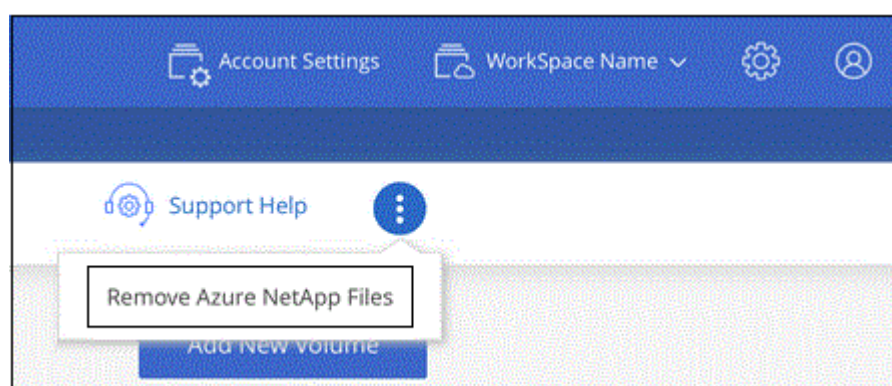 Account Settings
WorkSpace Name
Support Help
Remove Azure NetApp Files
Add New Volume